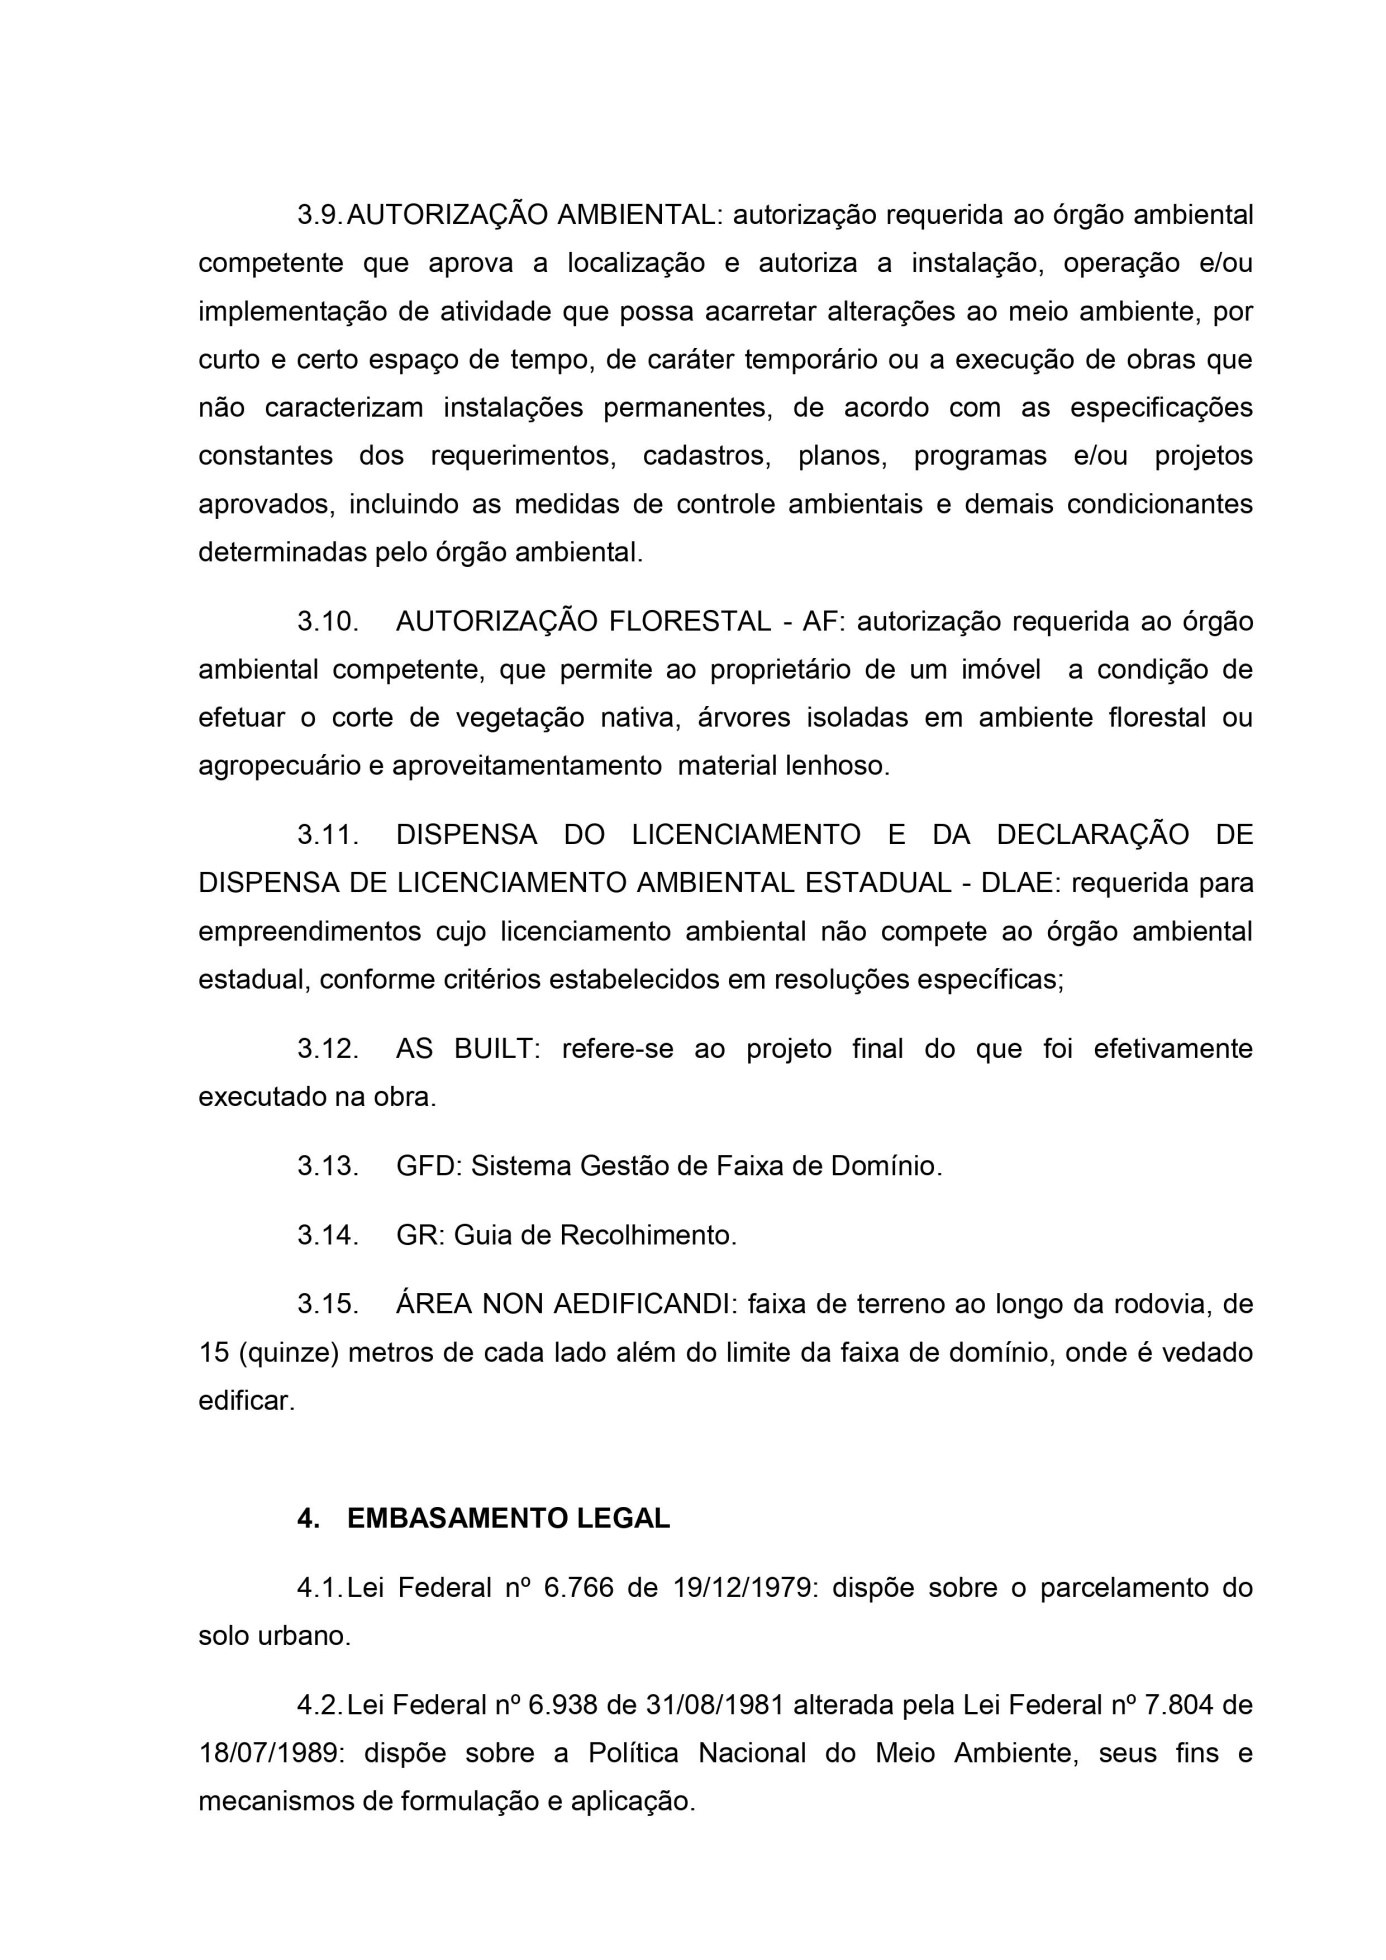 3.9. AUTORIZAÇÃO AMBIENTAL: autorização requerida ao órgão ambiental
competente que aprova a localização e autoriza a instalação, operação e/ou
implementação de atividade que possa acarretar alterações ao meio ambiente, por
curto e certo espaço de tempo, de caráter temporário ou a execução de obras que
não caracterizam instalações permanentes, de acordo com as especificações
constantes dos requerimentos, cadastros, planos, programas e/ou projetos
aprovados, incluindo as medidas de controle ambientais e demais condicionantes
determinadas pelo órgão ambiental.
3.10. AUTORIZAÇÃO FLORESTAL - AF: autorização requerida ao órgão
ambiental competente, que permite ao proprietário de um imóvel a condição de
efetuar o corte de vegetação nativa, árvores isoladas em ambiente florestal ou
agropecuário e aproveitamentamento material lenhoso.
3.11. DISPENSA DO LICENCIAMENTO E DA DECLARAÇÃO DE
DISPENSA DE LICENCIAMENTO AMBIENTAL ESTADUAL - DLAE: requerida para
empreendimentos cujo licenciamento ambiental não compete ao órgão ambiental
estadual, conforme critérios estabelecidos em resoluções específicas;
3.12. AS BUILT: refere-se ao projeto final do que foi efetivamente
executado na obra.
3.13. GFD: Sistema Gestão de Faixa de Domínio.
3.14. GR: Guia de Recolhimento.
3.15. ÁREA NON AEDIFICANDI: faixa de terreno ao longo da rodovia, de
15 (quinze) metros de cada lado além do limite da faixa de domínio, onde é vedado
edificar.
4. EMBASAMENTO LEGAL
4.1. Lei Federal nº 6.766 de 19/12/1979: dispõe sobre o parcelamento do
solo urbano.
4.2. Lei Federal nº 6.938 de 31/08/1981 alterada pela Lei Federal nº 7.804 de
18/07/1989: dispõe sobre a Política Nacional do Meio Ambiente, seus fins e
mecanismos de formulação e aplicação.